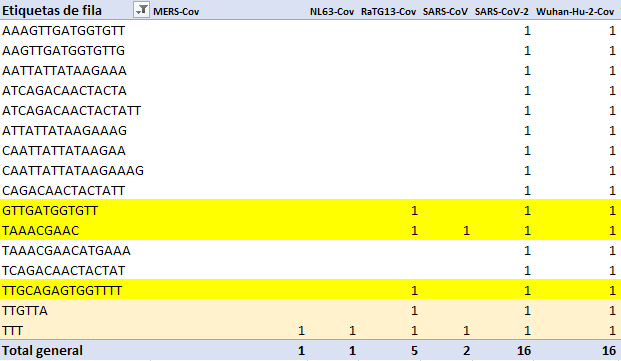 Etiquetas de fila MERS-Cov NL63-Cov RaTG13-Cov SARS-CoV SARS-CoV-2 Wuhan-Hu-2-Cov
AAAGTTGATGGTGTT 1 1
AAGTTGATGGTGTTG 1 1
AATTATTATAAGAAA 1 1
ATCAGACAACTACTA 1 1
ATCAGACAACTACTATT 1 1
ATTATTATAAGAAAG 1 1
CAATTATTATAAGAA 1 1
CAATTATTATAAGAAAG 1 1
CAGACAACTACTATT 1 1
GTTGATGGTGTT 1 1 1
TAAACGAAC 1 1 1 1
TAAACGAACATGAAA 1 1
TCAGACAACTACTAT 1 1
TTGCAGAGTGGTTTT 1 1 1
TTGTTA 1 1 1
TTT 1 1 1 1 1 1
Total general 1 1 5 2 16 16